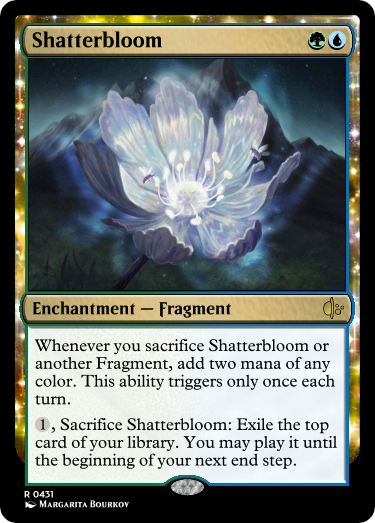 Shatterbloom
Enchantment — Fragment
Whenever you sacrifice Shatterbloom or
another Fragment, add two mana of any
color. This ability triggers only once each
turn.
1, Sacrifice Shatterbloom: Exile the top
card of your library. You may play it until
the beginning of your next end step.
R 0431
Margarita Bourkov